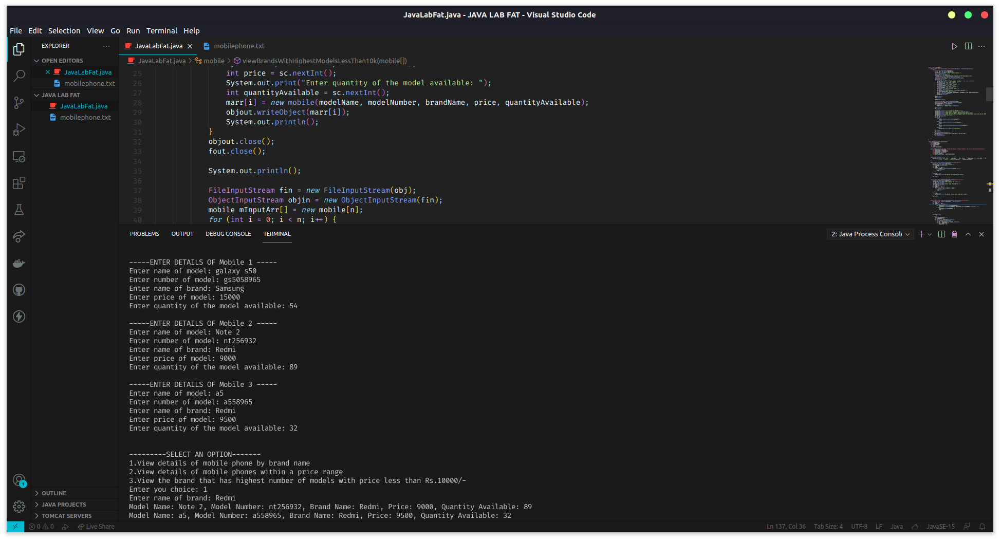 JavaLabFat.java - JAVA LAB FAT - Visual Studio Code
File Edit Selection View Go Run Terminal Help
EXPLORER
OPEN EDITORS
JavaLabFat.java
mobilephone.txt
JAVA LAB FAT
JavaLabFat.java
mobilephone.txt
OUTLINE
JAVA PROJECTS
TOMCAT SERVERS
1
JavaLabFat.java mobilephone.txt
JavaLabFat.java > mobile > viewBrandsWithHighestModelsLessThan10k(mobile[])
25 int price = sc.nextInt();
26 System.out.print("Enter quantity of the model available: ");
27 int quantityAvailable = sc.nextInt();
28 marr[i] = new mobile(modelName, modelNumber, brandName, price, quantityAvailable);
29 objout.writeObject(marr[i]);
30 System.out.println();
31 }
32 objout.close();
33 fout.close();
34
35 System.out.println();
36
37 FileInputStream fin = new FileInputStream(obj);
38 ObjectInputStream objin = new ObjectInputStream(fin);
39 mobile mInputArr[] = new mobile[n];
40 for (int i = 0; i < n; i++) {
PROBLEMS OUTPUT DEBUG CONSOLE TERMINAL
2: Java Process Consol
-----ENTER DETAILS OF Mobile 1 -----
Enter name of model: galaxy s50
Enter number of model: gs5058965
Enter name of brand: Samsung
Enter price of model: 15000
Enter quantity of the model available: 54
-----ENTER DETAILS OF Mobile 2 -----
Enter name of model: Note 2
Enter number of model: nt256932
Enter name of brand: Redmi
Enter price of model: 9000
Enter quantity of the model available: 89
-----ENTER DETAILS OF Mobile 3 -----
Enter name of model: a5
Enter number of model: a558965
Enter name of brand: Redmi
Enter price of model: 9500
Enter quantity of the model available: 32
---------SELECT AN OPTION-------
1.View details of mobile phone by brand name
2.View details of mobile phones within a price range
3.View the brand that has highest number of models with price less than Rs.10000/-
Enter you choice: 1
Enter name of brand: Redmi
Model Name: Note 2, Model Number: nt256932, Brand Name: Redmi, Price: 9000, Quantity Available: 89
Model Name: a5, Model Number: a558965, Brand Name: Redmi, Price: 9500, Quantity Available: 32
0 0 Live Share Ln 137, Col 36 Tab Size: 4 UTF-8 LF Java JavaSE-15